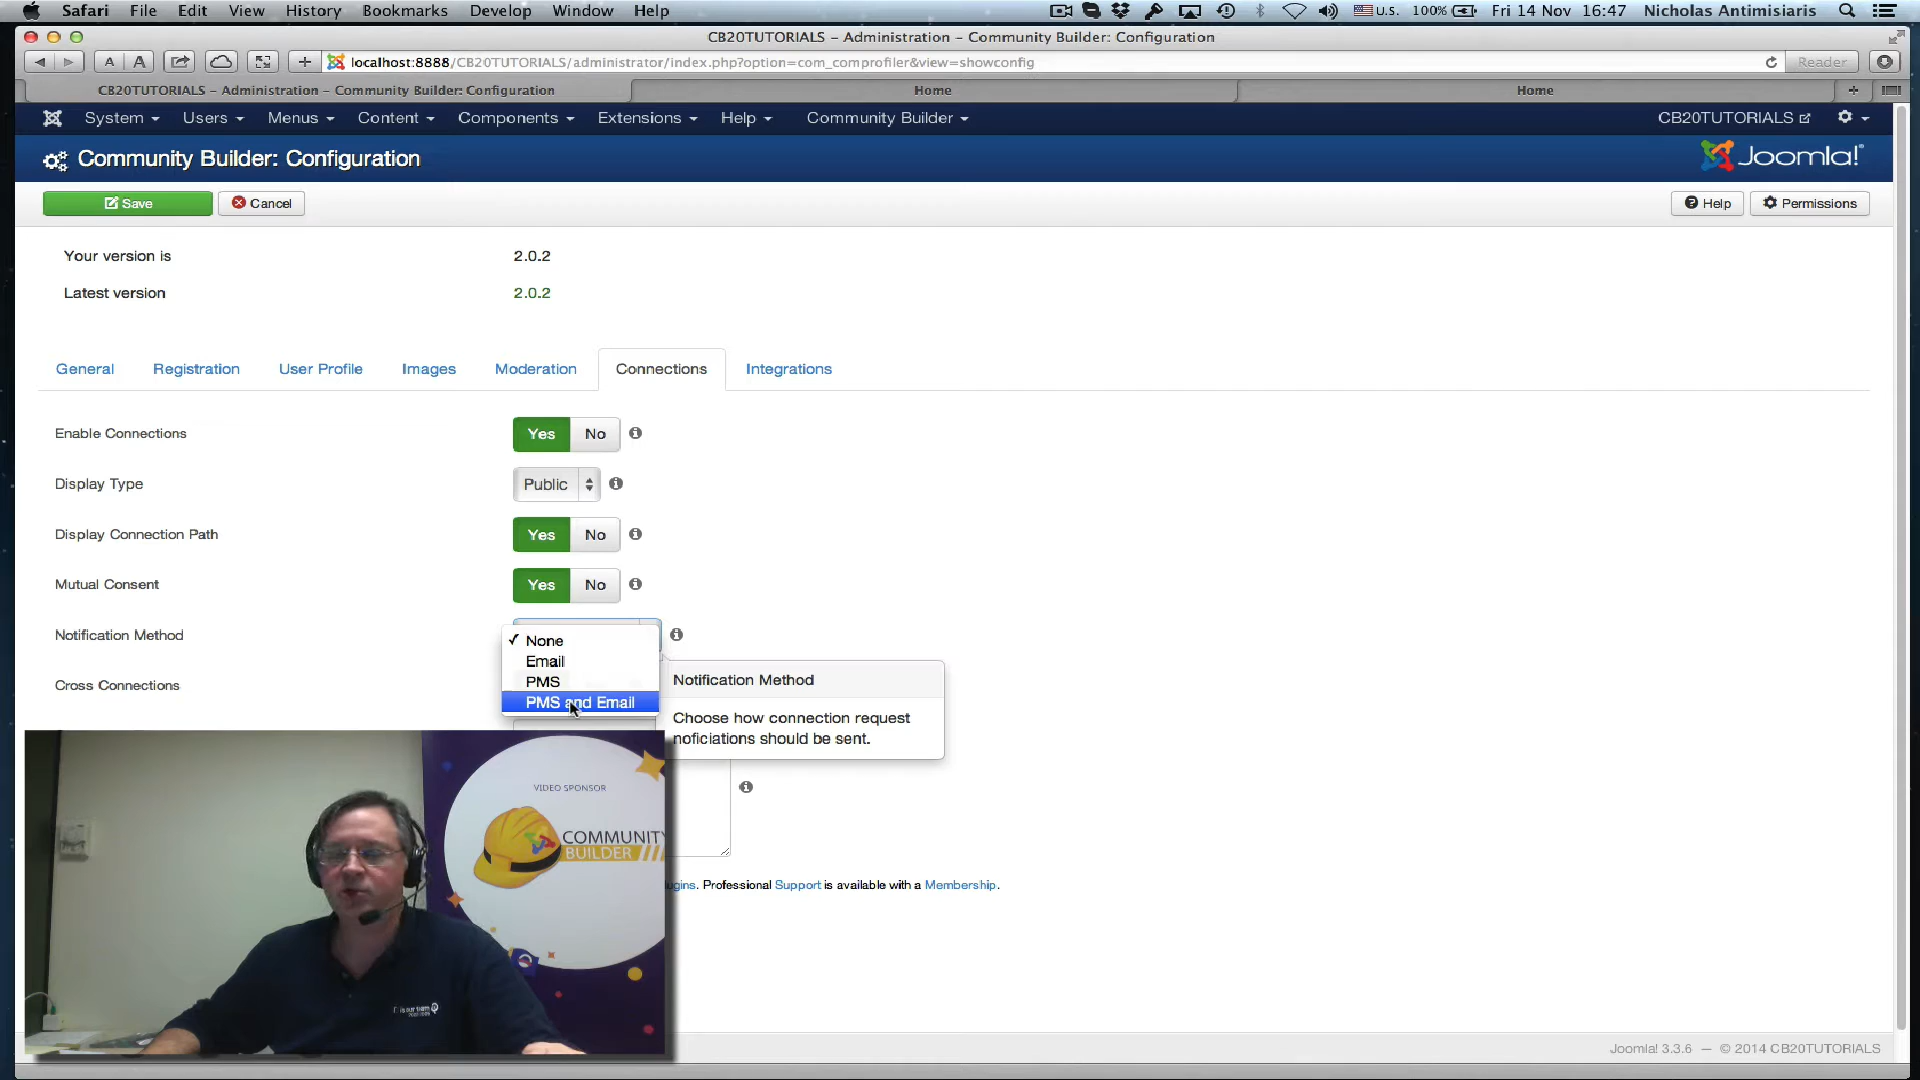 Safari File Edit View History Bookmarks Develop Window Help U.S. 100% Fri 14 Nov 16:47 Nicholas Antimisiaris
CB20TUTORIALS – Administration – Community Builder: Configuration
A A + localhost:8888/CB20TUTORIALS/administrator/index.php?option=com_comprofiler&view=showconfig Reader
CB20TUTORIALS – Administration – Community Builder: Configuration Home Home +
System Users Menus Content Components Extensions Help Community Builder CB20TUTORIALS
Community Builder: Configuration Joomla!®
Save Cancel Help Permissions
Your version is 2.0.2
Latest version 2.0.2
General Registration User Profile Images Moderation Connections Integrations
Enable Connections Yes No
Display Type Public
Display Connection Path Yes No
Mutual Consent Yes No
Notification Method
None
Email
PMS
PMS and Email
Notification Method
Choose how connection request
noficiations should be sent.
Cross Connections
VIDEO SPONSOR
COMMUNITY
BUILDER
ugins. Professional Support is available with a Membership.
Joomla! 3.3.6 — © 2014 CB20TUTORIALS